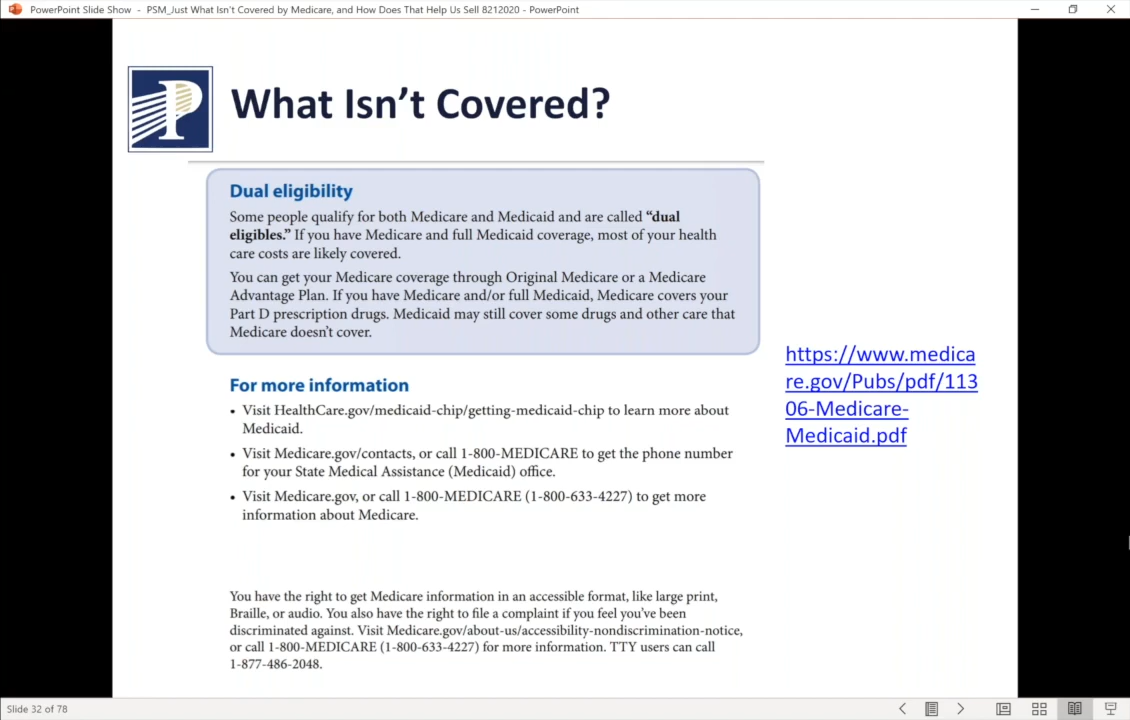 PowerPoint Slide Show - PSM_Just What Isn't Covered by Medicare, and How Does That Help Us Sell 8212020 - PowerPoint
P
What Isn't Covered?
Dual eligibility
Some people qualify for both Medicare and Medicaid and are called "dual
eligibles." If you have Medicare and full Medicaid coverage, most of your health
care costs are likely covered.
You can get your Medicare coverage through Original Medicare or a Medicare
Advantage Plan. If you have Medicare and/or full Medicaid, Medicare covers your
Part D prescription drugs. Medicaid may still cover some drugs and other care that
Medicare doesn't cover.
https://www.medica
re.gov/Pubs/pdf/113
06-Medicare-
Medicaid.pdf
For more information
• Visit HealthCare.gov/medicaid-chip/getting-medicaid-chip to learn more about
Medicaid.
• Visit Medicare.gov/contacts, or call 1-800-MEDICARE to get the phone number
for your State Medical Assistance (Medicaid) office.
• Visit Medicare.gov, or call 1-800-MEDICARE (1-800-633-4227) to get more
information about Medicare.
You have the right to get Medicare information in an accessible format, like large print,
Braille, or audio. You also have the right to file a complaint if you feel you've been
discriminated against. Visit Medicare.gov/about-us/accessibility-nondiscrimination-notice,
or call 1-800-MEDICARE (1-800-633-4227) for more information. TTY users can call
1-877-486-2048.
Slide 32 of 78